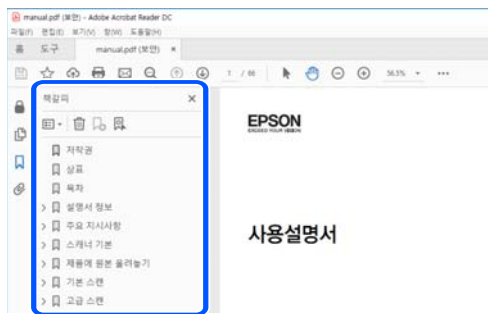 manual.pdf (보안) - Adobe Acrobat Reader DC
파일(F) 편집(E) 보기(V) 창(W) 도움말(H)
홈 도구 manual.pdf (보안) ×
1 / 66 56.5%
책갈피 ×
EPSON
EXCEED YOUR VISION
저작권
상표
목차
설명서 정보
주요 지시사항
사용설명서
스캐너 기본
제품에 원본 올려놓기
기본 스캔
고급 스캔